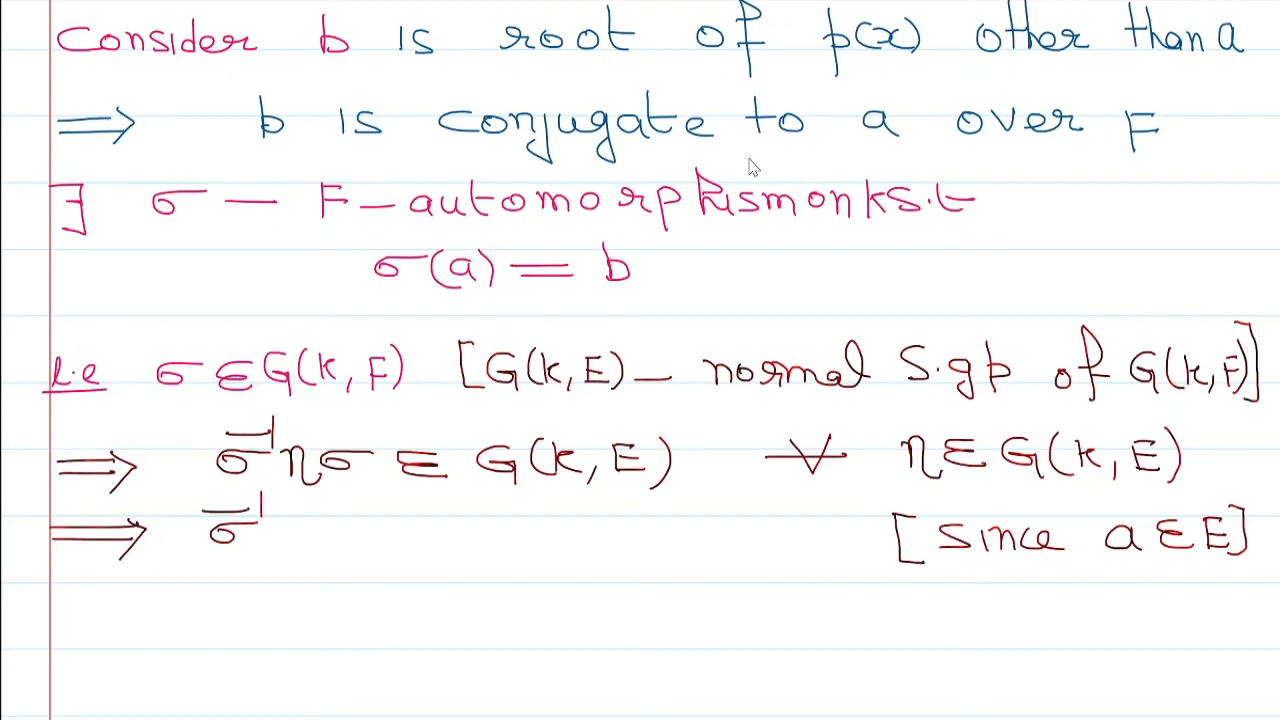 Consider b is root of p(x) other than a
⟹ b is conjugate to a over F
∃ σ — F-automorphism on K s.t
σ(a) = b
i.e σ ∈ G(K, F) [G(K, E) – normal S.gp of G(K, F)]
⟹ σ⁻¹ησ ∈ G(K, E) ∀ η ∈ G(K, E)
⟹ σ⁻¹ [since a ∈ E]